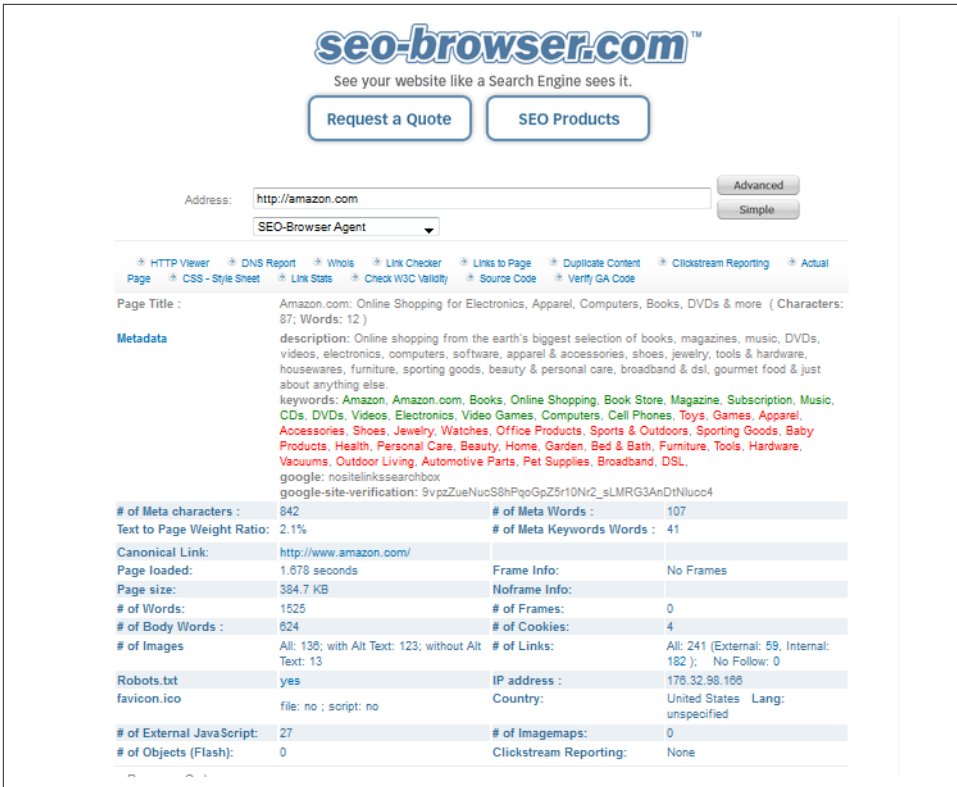 seo-browser.com™
See your website like a Search Engine sees it.
Request a Quote SEO Products
Advanced
Address: http://amazon.com
Simple
SEO-Browser Agent
HTTP Viewer DNS Report Whois Link Checker Links to Page Duplicate Content Clickstream Reporting Actual
Page CSS - Style Sheet Link Stats Check W3C Validity Source Code Verify GA Code
Page Title : Amazon.com: Online Shopping for Electronics, Apparel, Computers, Books, DVDs & more ( Characters:
87; Words: 12 )
Metadata description: Online shopping from the earth's biggest selection of books, magazines, music, DVDs,
videos, electronics, computers, software, apparel & accessories, shoes, jewelry, tools & hardware,
housewares, furniture, sporting goods, beauty & personal care, broadband & dsl, gourmet food & just
about anything else.
keywords: Amazon, Amazon.com, Books, Online Shopping, Book Store, Magazine, Subscription, Music,
CDs, DVDs, Videos, Electronics, Video Games, Computers, Cell Phones, Toys, Games, Apparel,
Accessories, Shoes, Jewelry, Watches, Office Products, Sports & Outdoors, Sporting Goods, Baby
Products, Health, Personal Care, Beauty, Home, Garden, Bed & Bath, Furniture, Tools, Hardware,
Vacuums, Outdoor Living, Automotive Parts, Pet Supplies, Broadband, DSL,
google: nositelinkssearchbox
google-site-verification: 9vpzZueNucS8hPqoGpZ5r10Nr2_sLMRG3AnDtNlucc4
# of Meta characters : 842 # of Meta Words : 107
Text to Page Weight Ratio: 2.1% # of Meta Keywords Words : 41
Canonical Link: http://www.amazon.com/
Page loaded: 1.678 seconds Frame Info: No Frames
Page size: 384.7 KB Noframe Info:
# of Words: 1525 # of Frames: 0
# of Body Words : 624 # of Cookies: 4
# of Images All: 136; with Alt Text: 123; without Alt # of Links: All: 241 (External: 59, Internal:
Text: 13 182 ); No Follow: 0
Robots.txt yes IP address : 176.32.98.166
favicon.ico file: no ; script: no Country: United States Lang:
unspecified
# of External JavaScript: 27 # of Imagemaps: 0
# of Objects (Flash): 0 Clickstream Reporting: None